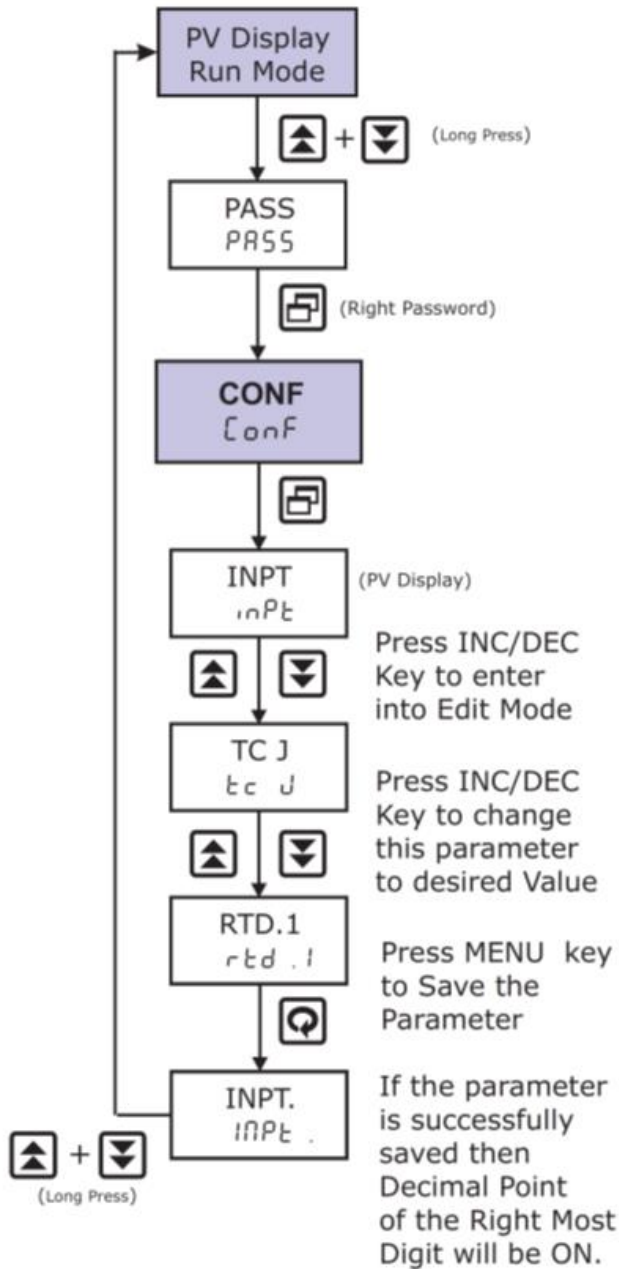 PV Display
Run Mode
+
(Long Press)
PASS
PASS
(Right Password)
CONF
ConF
INPT
(PV Display)
inPt
Press INC/DEC
Key to enter
into Edit Mode
TC J
tc J
Press INC/DEC
Key to change
this parameter
to desired Value
RTD.1
rtd .1
Press MENU key
to Save the
Parameter
INPT.
INPt .
If the parameter
is successfully
saved then
Decimal Point
of the Right Most
Digit will be ON.
+
(Long Press)